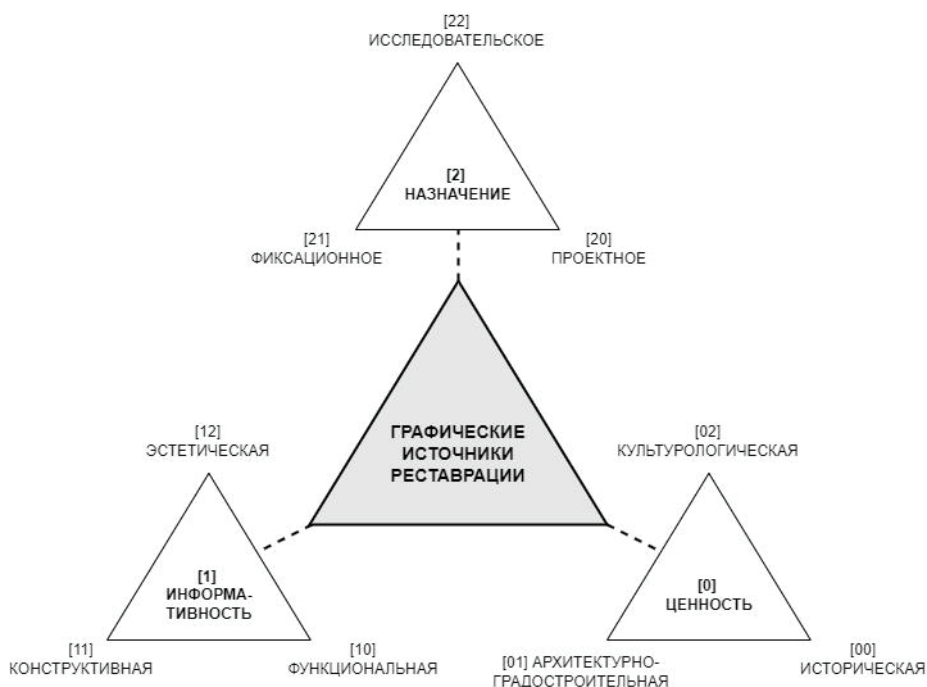 [22]
ИССЛЕДОВАТЕЛЬСКОЕ
[2]
НАЗНАЧЕНИЕ
[21]
ФИКСАЦИОННОЕ
[20]
ПРОЕКТНОЕ
ГРАФИЧЕСКИЕ
ИСТОЧНИКИ
РЕСТАВРАЦИИ
[12]
ЭСТЕТИЧЕСКАЯ
[1]
ИНФОРМА-
ТИВНОСТЬ
[11]
КОНСТРУКТИВНАЯ
[10]
ФУНКЦИОНАЛЬНАЯ
[02]
КУЛЬТУРОЛОГИЧЕСКАЯ
[0]
ЦЕННОСТЬ
[01] АРХИТЕКТУРНО-
ГРАДОСТРОИТЕЛЬНАЯ
[00]
ИСТОРИЧЕСКАЯ